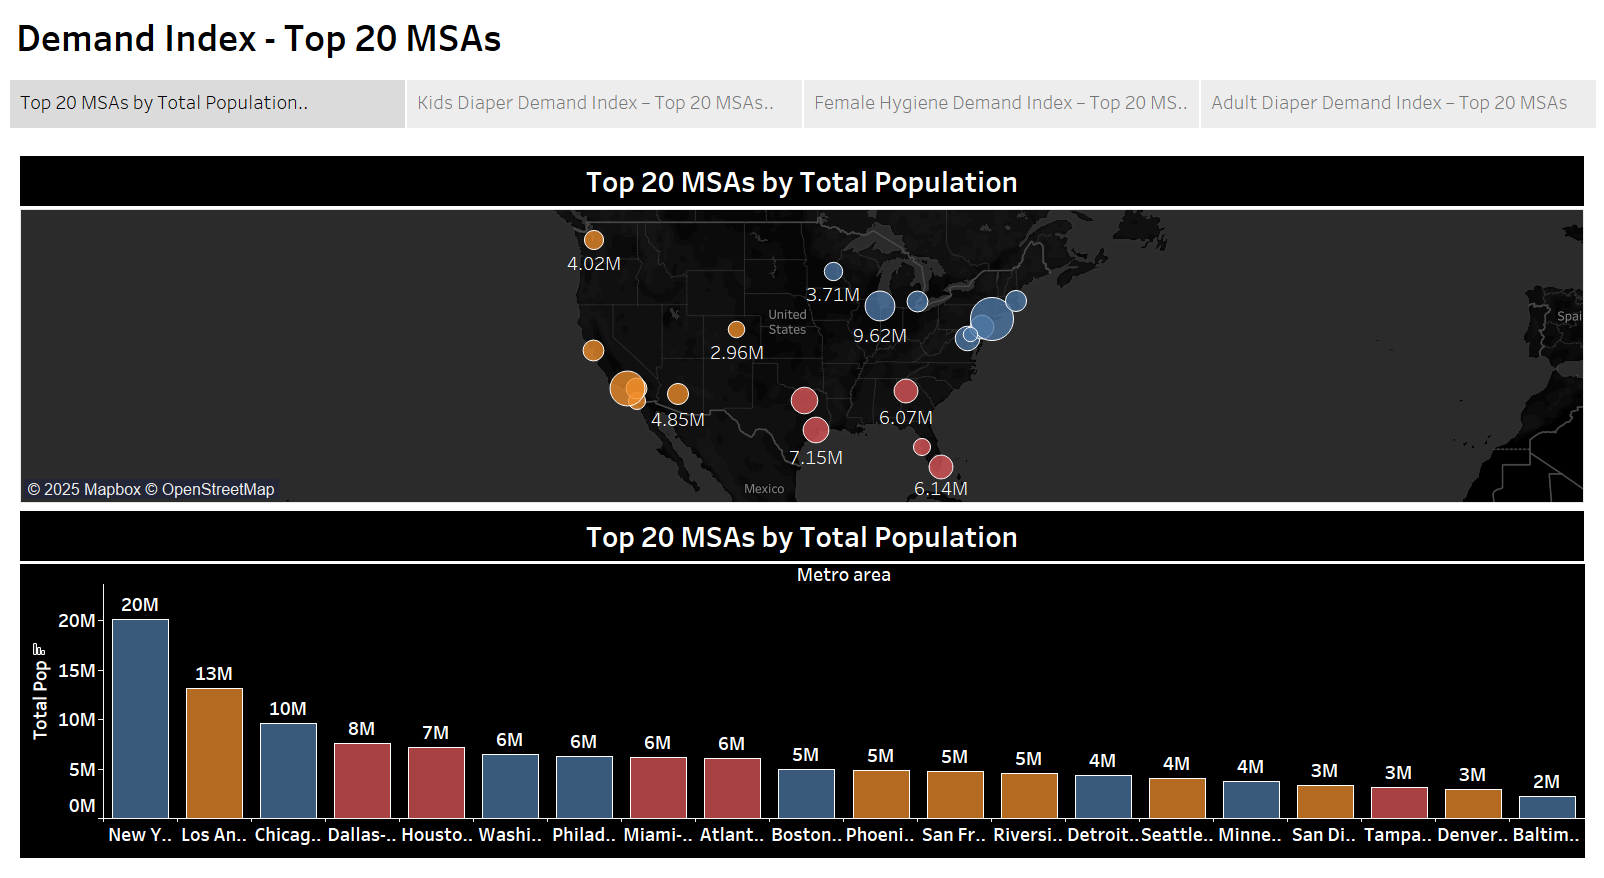 Demand Index - Top 20 MSAs
Top 20 MSAs by Total Population..
Kids Diaper Demand Index – Top 20 MSAs..
Female Hygiene Demand Index – Top 20 MS..
Adult Diaper Demand Index – Top 20 MSAs
Top 20 MSAs by Total Population
4.02M
3.71M
United
States
9.62M
2.96M
4.85M
6.07M
7.15M
6.14M
Mexico
Spai
© 2025 Mapbox © OpenStreetMap
Top 20 MSAs by Total Population
Metro area
Total Pop
20M
15M
10M
5M
0M
20M
13M
10M
8M
7M
6M
6M
6M
6M
5M
5M
5M
5M
4M
4M
4M
3M
3M
3M
2M
New Y..
Los An..
Chicag..
Dallas-..
Housto..
Washi..
Philad..
Miami-..
Atlant..
Boston..
Phoeni..
San Fr..
Riversi..
Detroit..
Seattle..
Minne..
San Di..
Tampa..
Denver..
Baltim..